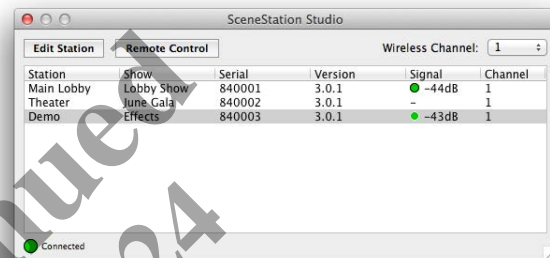 SceneStation Studio
Edit Station Remote Control Wireless Channel: 1
Station Show Serial Version Signal Channel
Main Lobby Lobby Show 840001 3.0.1 -44dB 1
Theater June Gala 840002 3.0.1 - 1
Demo Effects 840003 3.0.1 -43dB 1
Connected
nued
24